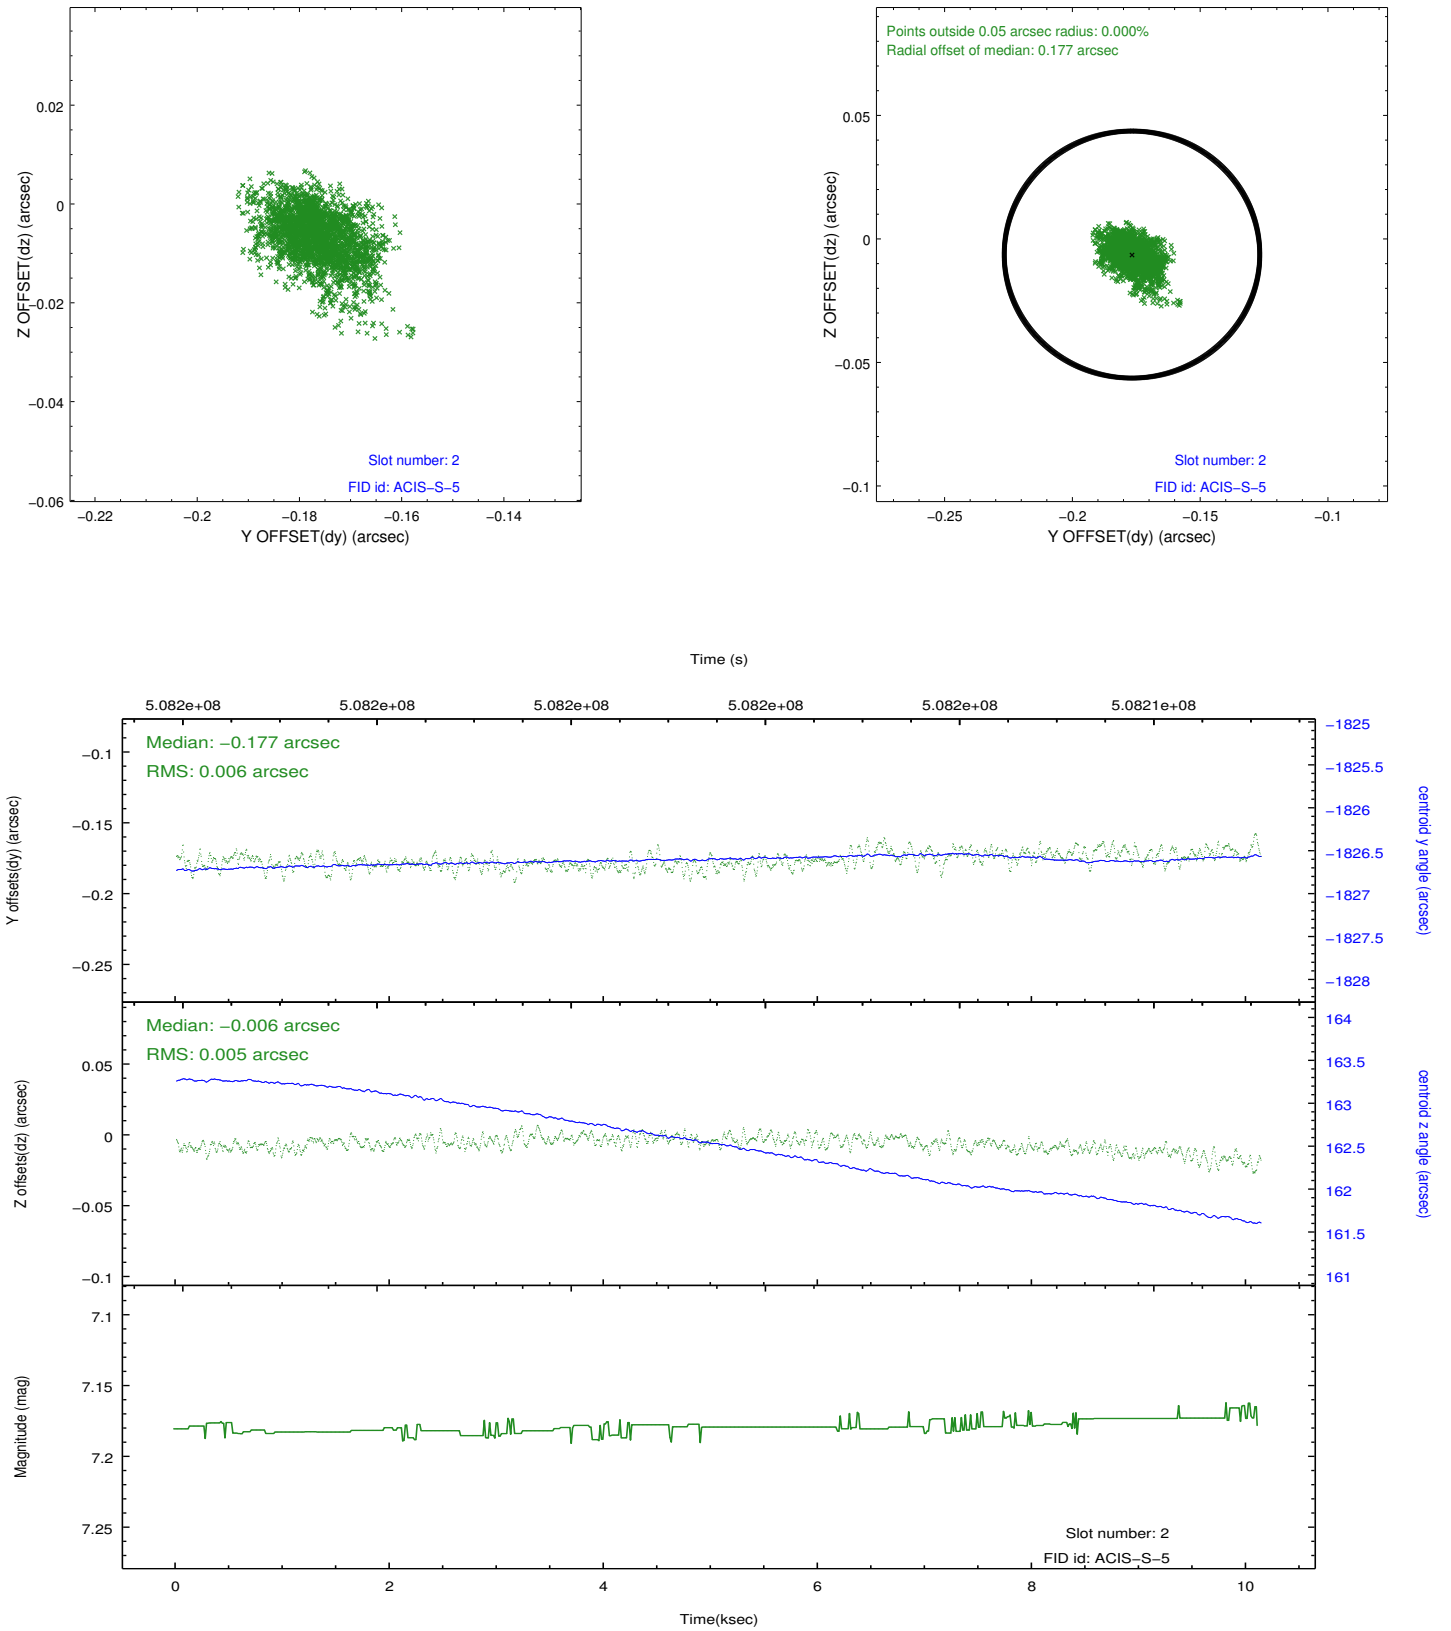 0.02
0
−0.02
−0.04
−0.06
Z OFFSET(dz) (arcsec)
Slot number: 2
FID id: ACIS−S−5
−0.22 −0.2 −0.18 −0.16 −0.14
Y OFFSET(dy) (arcsec)
Points outside 0.05 arcsec radius: 0.000%
Radial offset of median: 0.177 arcsec
0.05
0
−0.05
−0.1
Z OFFSET(dz) (arcsec)
Slot number: 2
FID id: ACIS−S−5
−0.25 −0.2 −0.15 −0.1
Y OFFSET(dy) (arcsec)
Time (s)
5.082e+08 5.082e+08 5.082e+08 5.082e+08 5.082e+08 5.0821e+08
Median: −0.177 arcsec
RMS: 0.006 arcsec
−0.1
−0.15
−0.2
−0.25
Y offsets(dy) (arcsec)
−1825
−1825.5
−1826
−1826.5
−1827
−1827.5
−1828
centroid y angle (arcsec)
Median: −0.006 arcsec
RMS: 0.005 arcsec
0.05
0
−0.05
−0.1
Z offsets(dz) (arcsec)
164
163.5
163
162.5
162
161.5
161
centroid z angle (arcsec)
7.1
7.15
7.2
7.25
Magnitude (mag)
Slot number: 2
FID id: ACIS−S−5
0 2 4 6 8 10
Time(ksec)